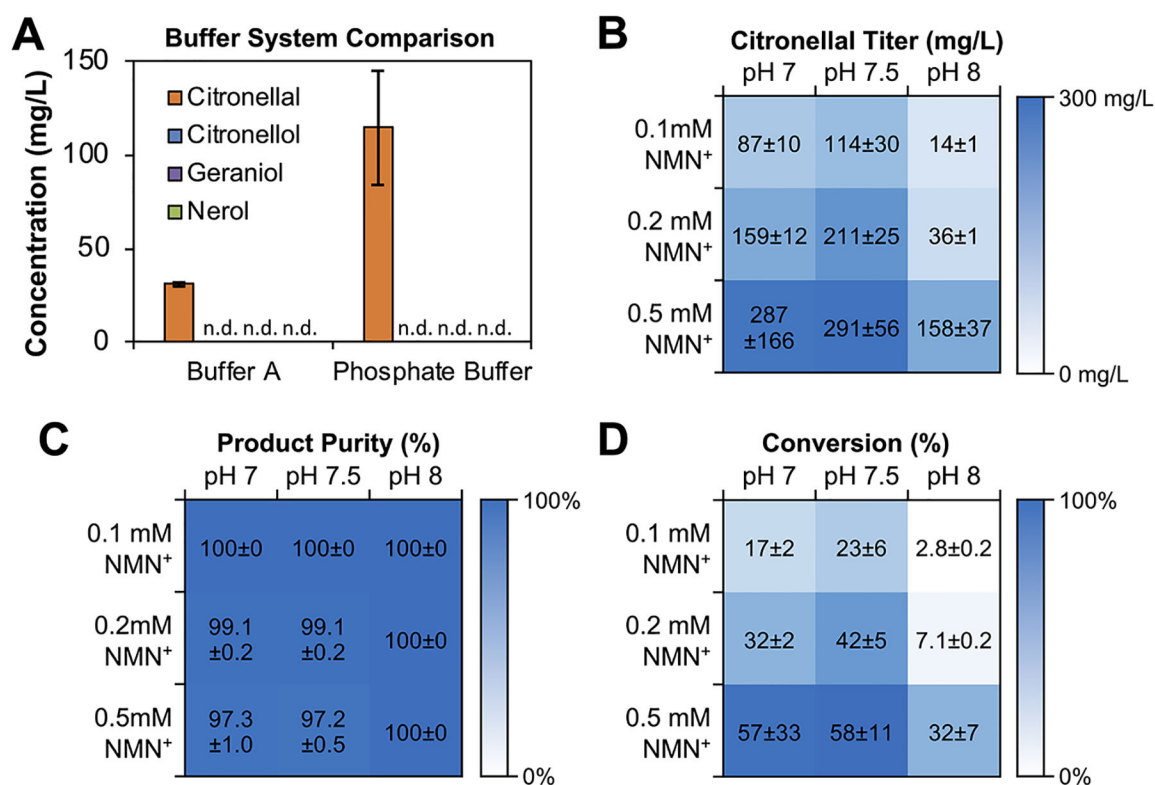 A
Buffer System Comparison
Concentration (mg/L)
150
100
50
0
Citronellal
Citronellol
Geraniol
Nerol
n.d. n.d. n.d.
n.d. n.d. n.d.
Buffer A
Phosphate Buffer
B
Citronellal Titer (mg/L)
pH 7 pH 7.5 pH 8
0.1mM
NMN⁺
87±10 114±30 14±1
0.2 mM
NMN⁺
159±12 211±25 36±1
0.5 mM
NMN⁺
287
±166
291±56 158±37
300 mg/L
0 mg/L
C
Product Purity (%)
pH 7 pH 7.5 pH 8
0.1 mM
NMN⁺
100±0 100±0 100±0
0.2mM
NMN⁺
99.1
±0.2
99.1
±0.2
100±0
0.5mM
NMN⁺
97.3
±1.0
97.2
±0.5
100±0
100%
0%
D
Conversion (%)
pH 7 pH 7.5 pH 8
0.1 mM
NMN⁺
17±2 23±6 2.8±0.2
0.2 mM
NMN⁺
32±2 42±5 7.1±0.2
0.5 mM
NMN⁺
57±33 58±11 32±7
100%
0%